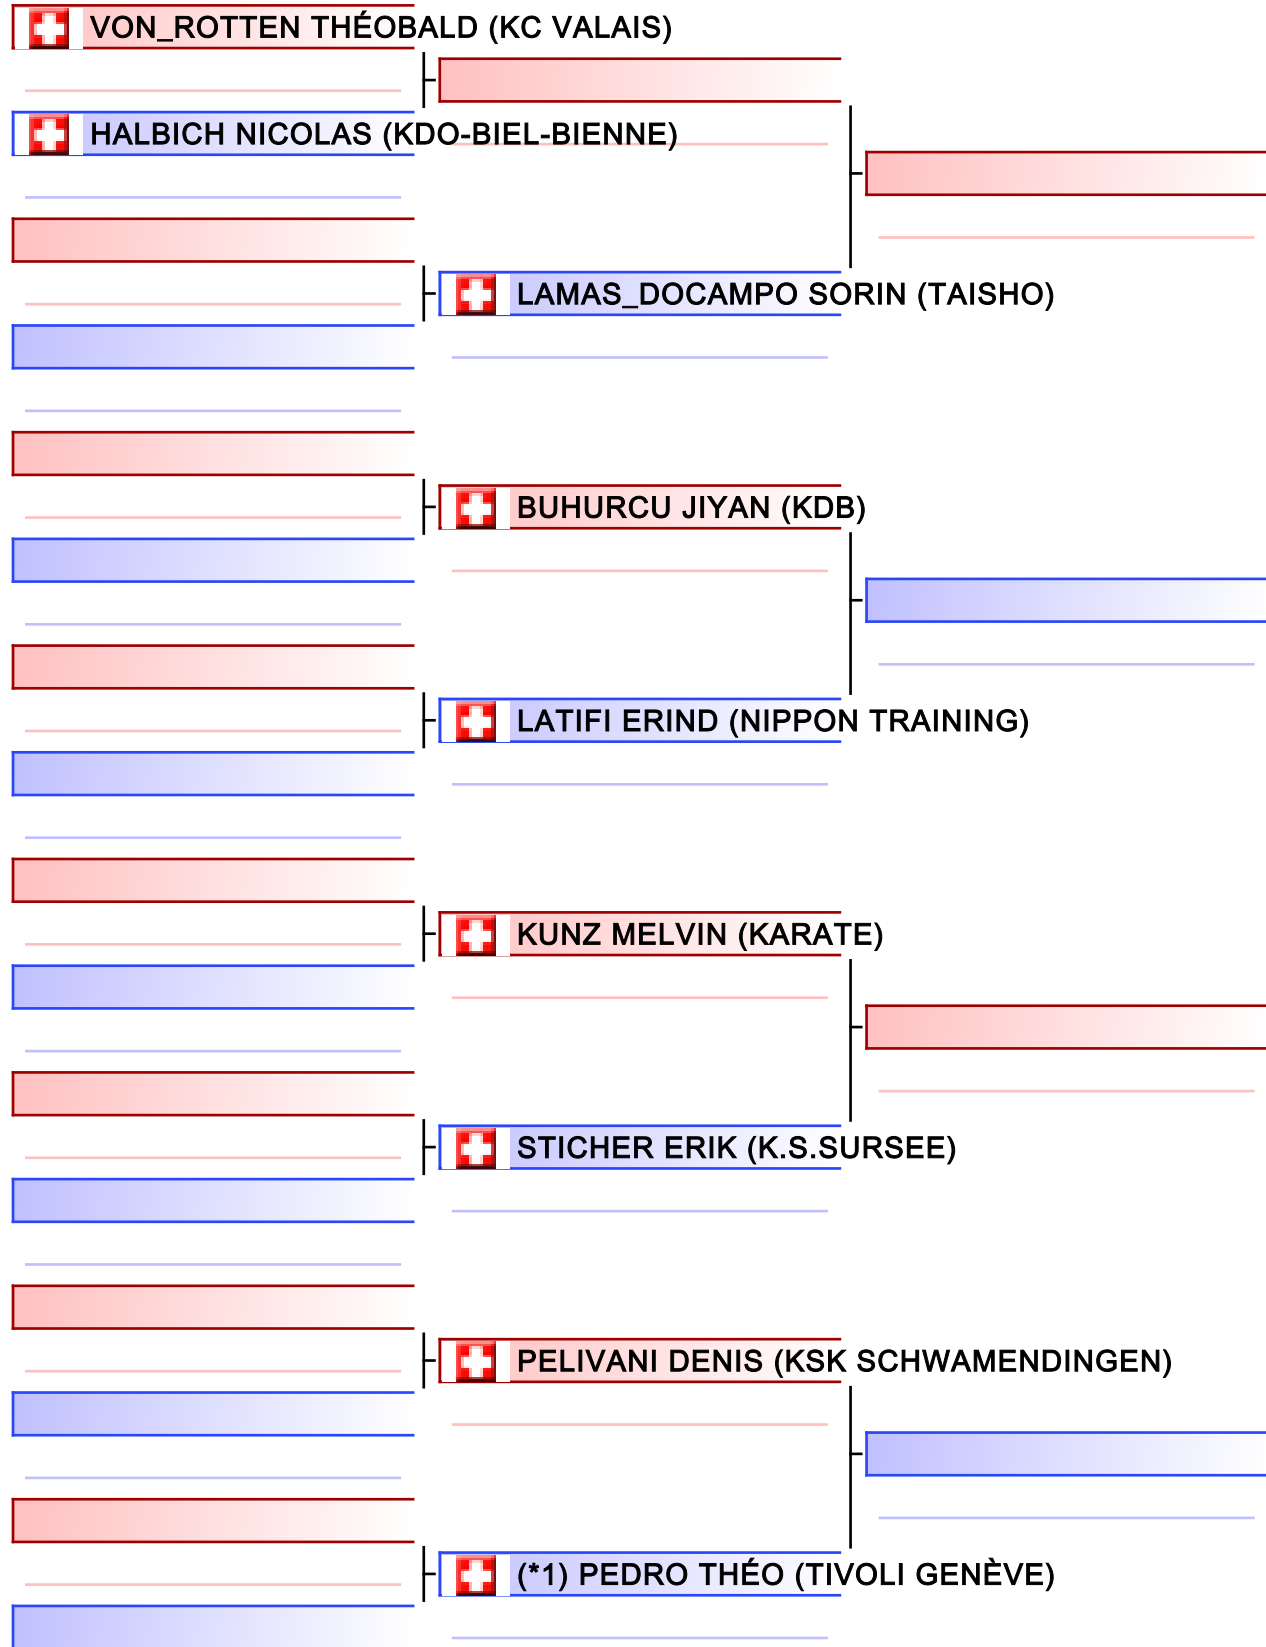 VON_ROTTEN THÉOBALD (KC VALAIS)
HALBICH NICOLAS (KDO-BIEL-BIENNE)
LAMAS_DOCAMPO SORIN (TAISHO)
BUHURCU JIYAN (KDB)
LATIFI ERIND (NIPPON TRAINING)
KUNZ MELVIN (KARATE)
STICHER ERIK (K.S.SURSEE)
PELIVANI DENIS (KSK SCHWAMENDINGEN)
(*1) PEDRO THÉO (TIVOLI GENÈVE)